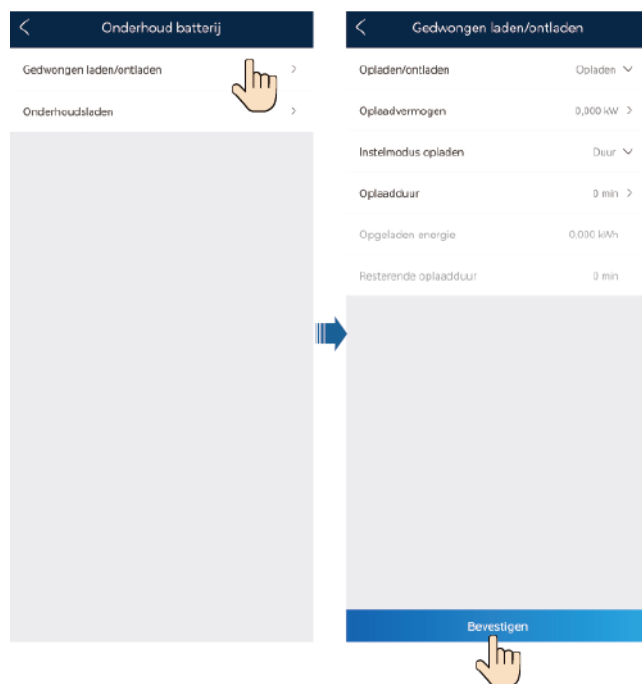 Onderhoud batterij
Gedwongen laden/ontladen
Onderhoudsladen
Gedwongen laden/ontladen
Opladen/ontladen Opladen
Oplaadvermogen 0,000 kW
Instelmodus opladen Duur
Oplaadduur 0 min
Opgeladen energie 0,000 kWh
Resterende oplaadduur 0 min
Bevestigen